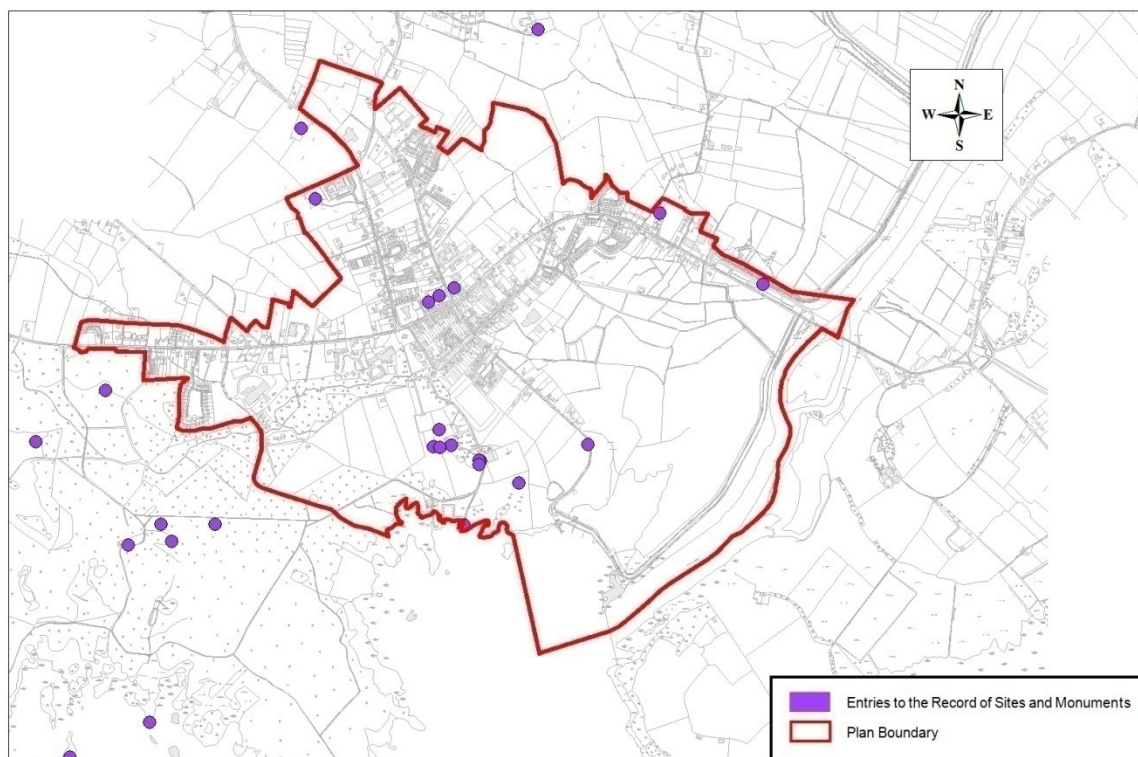 N
W E
S
Entries to the Record of Sites and Monuments
Plan Boundary